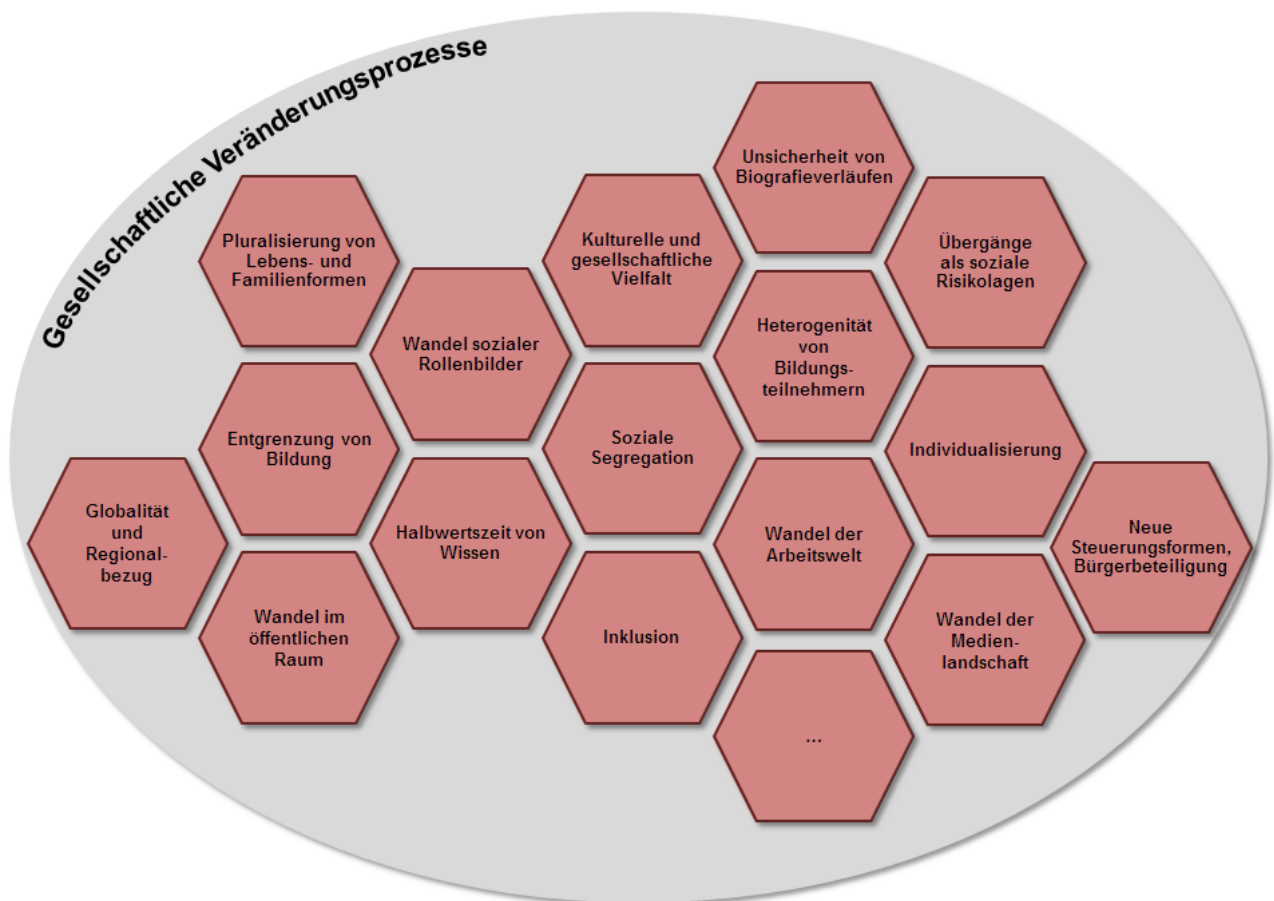 Gesellschaftliche Veränderungsprozesse
Unsicherheit von
Biografieverläufen
Pluralisierung von
Lebens- und
Familienformen
Kulturelle und
gesellschaftliche
Vielfalt
Übergänge
als soziale
Risikolagen
Wandel sozialer
Rollenbilder
Heterogenität
von
Bildungs-
teilnehmern
Entgrenzung von
Bildung
Soziale
Segregation
Individualisierung
Globalität
und
Regional-
bezug
Halbwertszeit von
Wissen
Wandel der
Arbeitswelt
Neue
Steuerungsformen,
Bürgerbeteiligung
Wandel im
öffentlichen
Raum
Inklusion
Wandel der
Medien-
landschaft
...